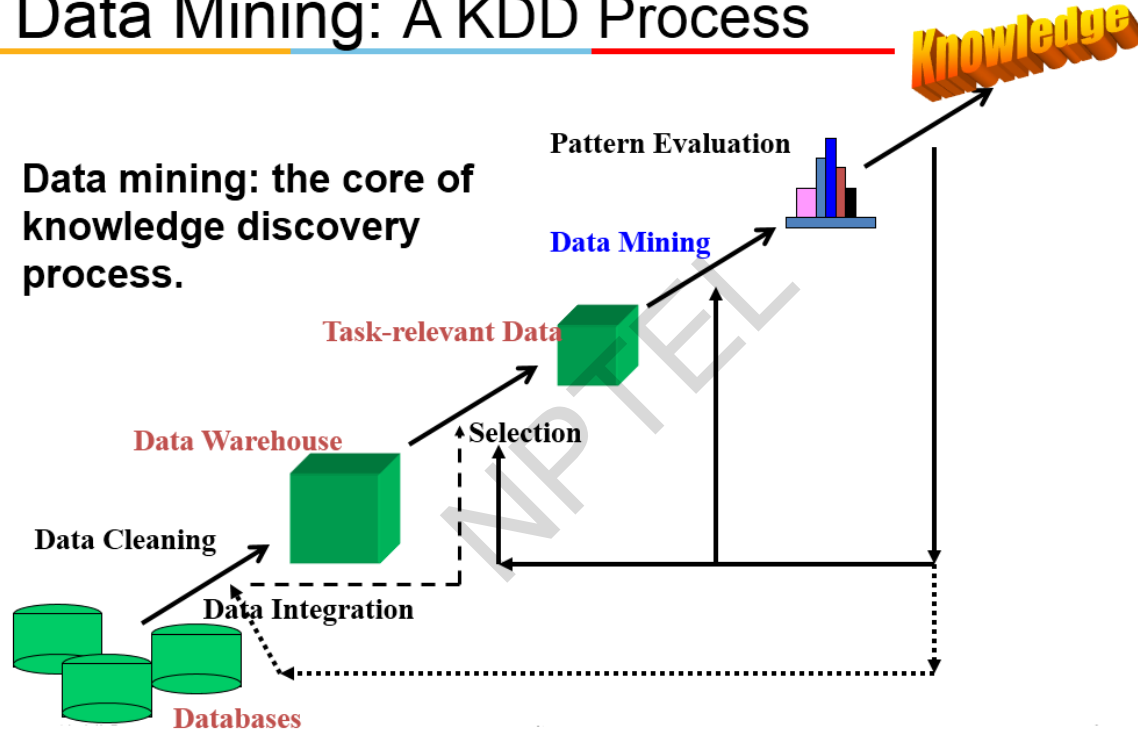 Data Mining: A KDD Process
Knowledge
Pattern Evaluation
Data mining: the core of
knowledge discovery
process.
Data Mining
Task-relevant Data
Selection
Data Warehouse
Data Cleaning
Data Integration
Databases
NPTEL